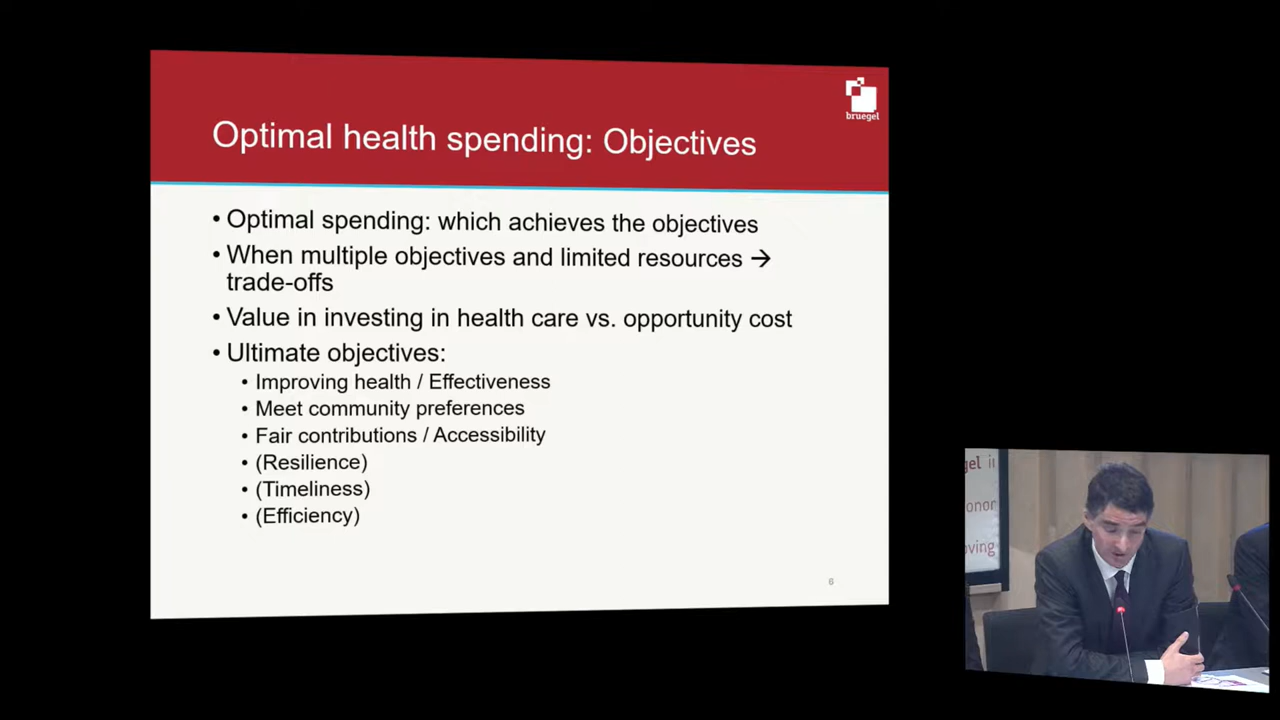 bruegel
Optimal health spending: Objectives
• Optimal spending: which achieves the objectives
• When multiple objectives and limited resources →
trade-offs
• Value in investing in health care vs. opportunity cost
• Ultimate objectives:
• Improving health / Effectiveness
• Meet community preferences
• Fair contributions / Accessibility
• (Resilience)
• (Timeliness)
• (Efficiency)
6